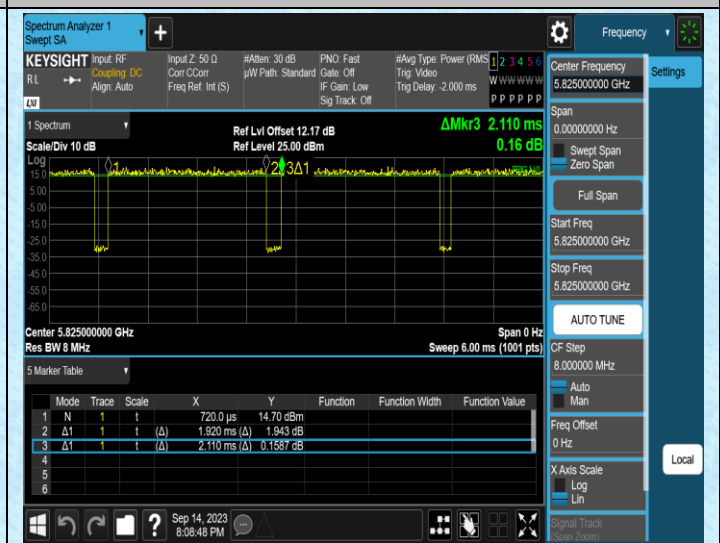 Spectrum Analyzer 1
Swept SA
+
Frequency
KEYSIGHT
RL
LXI
Input: RF
Coupling: DC
Align: Auto
Input Z: 50 Ω
Corr CCorr
Freq Ref: Int (S)
#Atten: 30 dB
µW Path: Standard
PNO: Fast
Gate: Off
IF Gain: Low
Sig Track: Off
#Avg Type: Power (RMS
Trig: Video
Trig Delay: -2.000 ms
1 2 3 4 5 6
W W W W W W
P P P P P P
1 Spectrum
Scale/Div 10 dB
Ref Lvl Offset 12.17 dB
Ref Level 25.00 dBm
ΔMkr3 2.110 ms
0.16 dB
Log
15.0
5.00
-5.00
-15.0
-25.0
-35.0
-45.0
-55.0
-65.0
Center 5.825000000 GHz
Span 0 Hz
Res BW 8 MHz
Sweep 6.00 ms (1001 pts)
5 Marker Table
Mode Trace Scale X Y Function Function Width Function Value
1 N 1 t 720.0 µs 14.70 dBm
2 Δ1 1 t (Δ) 1.920 ms (Δ) 1.943 dB
3 Δ1 1 t (Δ) 2.110 ms (Δ) 0.1587 dB
4
5
6
Center Frequency
5.825000000 GHz
Settings
Span
0.00000000 Hz
Swept Span
Zero Span
Full Span
Start Freq
5.825000000 GHz
Stop Freq
5.825000000 GHz
AUTO TUNE
CF Step
8.000000 MHz
Auto
Man
Freq Offset
0 Hz
X Axis Scale
Log
Lin
Signal Track
(Span Zoom)
Local
?
Sep 14, 2023
8:08:48 PM